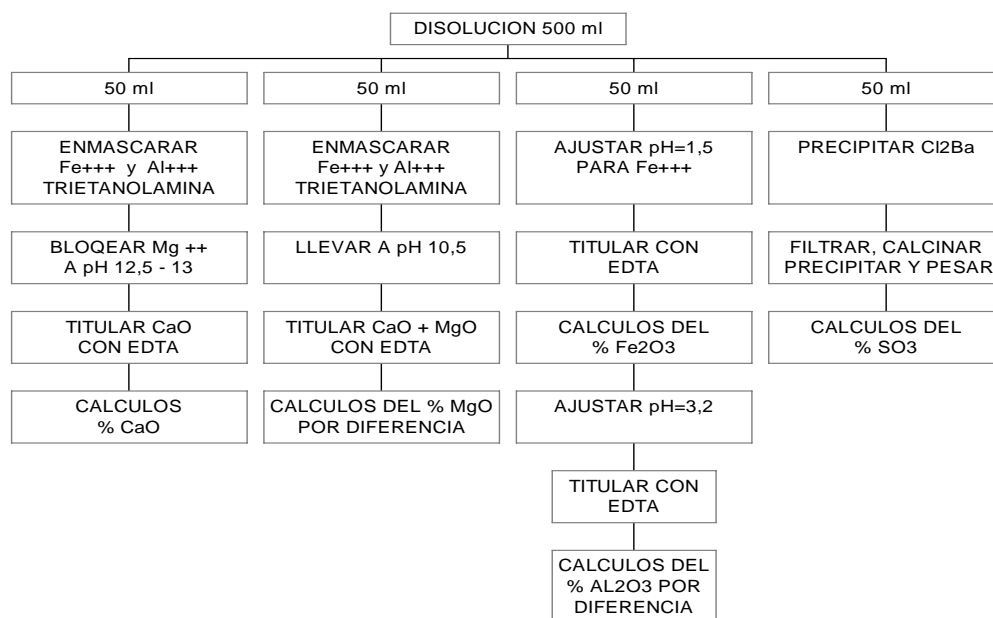 DISOLUCION 500 ml
50 ml
ENMASCARAR
Fe+++ y Al+++
TRIETANOLAMINA
BLOQEAR Mg ++
A pH 12,5 - 13
TITULAR CaO
CON EDTA
CALCULOS
% CaO
50 ml
ENMASCARAR
Fe+++ y Al+++
TRIETANOLAMINA
LLEVAR A pH 10,5
TITULAR CaO + MgO
CON EDTA
CALCULOS DEL % MgO
POR DIFERENCIA
50 ml
AJUSTAR pH=1,5
PARA Fe+++
TITULAR CON
EDTA
CALCULOS DEL
% Fe2O3
AJUSTAR pH=3,2
TITULAR CON
EDTA
CALCULOS DEL
% AL2O3 POR
DIFERENCIA
50 ml
PRECIPITAR Cl2Ba
FILTRAR, CALCINAR
PRECIPITAR Y PESAR
CALCULOS DEL
% SO3